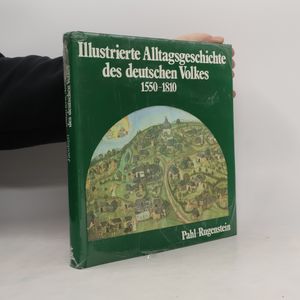 Illustrierte Alltagsgeschichte
des deutschen Volkes
1550-1810
Pahl-Rugenstein